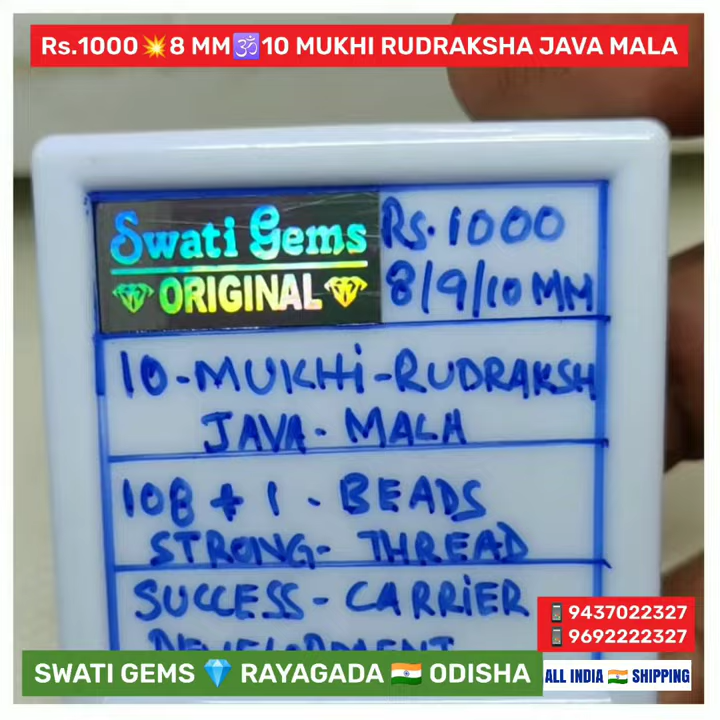 Rs.1000💥8 MM🕉10 MUKHI RUDRAKSHA JAVA MALA
Swati Gems
ORIGINAL
RS. 1000
8/9/10 MM
10-MUKHI-RUDRAKSH
JAVA- MALA
108 + 1 - BEADS
STRONG- THREAD
SUCCESS - CARRIER
DEVELOPMENT
📱9437022327
📱9692222327
SWATI GEMS 💎 RAYAGADA 🇮🇳 ODISHA
ALL INDIA 🇮🇳 SHIPPING